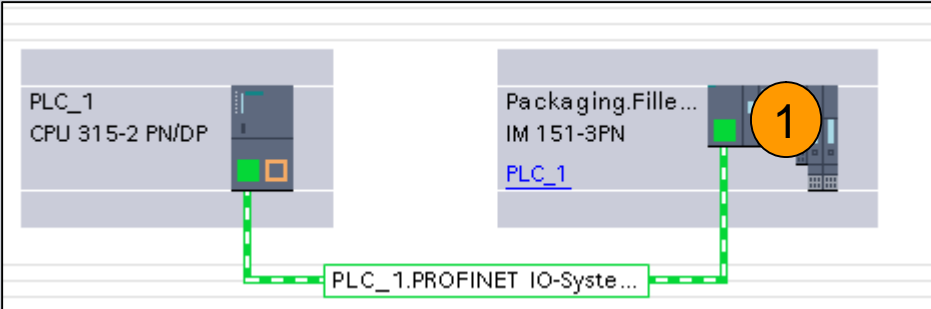 PLC_1
CPU 315-2 PN/DP
Packaging.Fille...
IM 151-3PN
PLC_1
1
PLC_1.PROFINET IO-Syste...